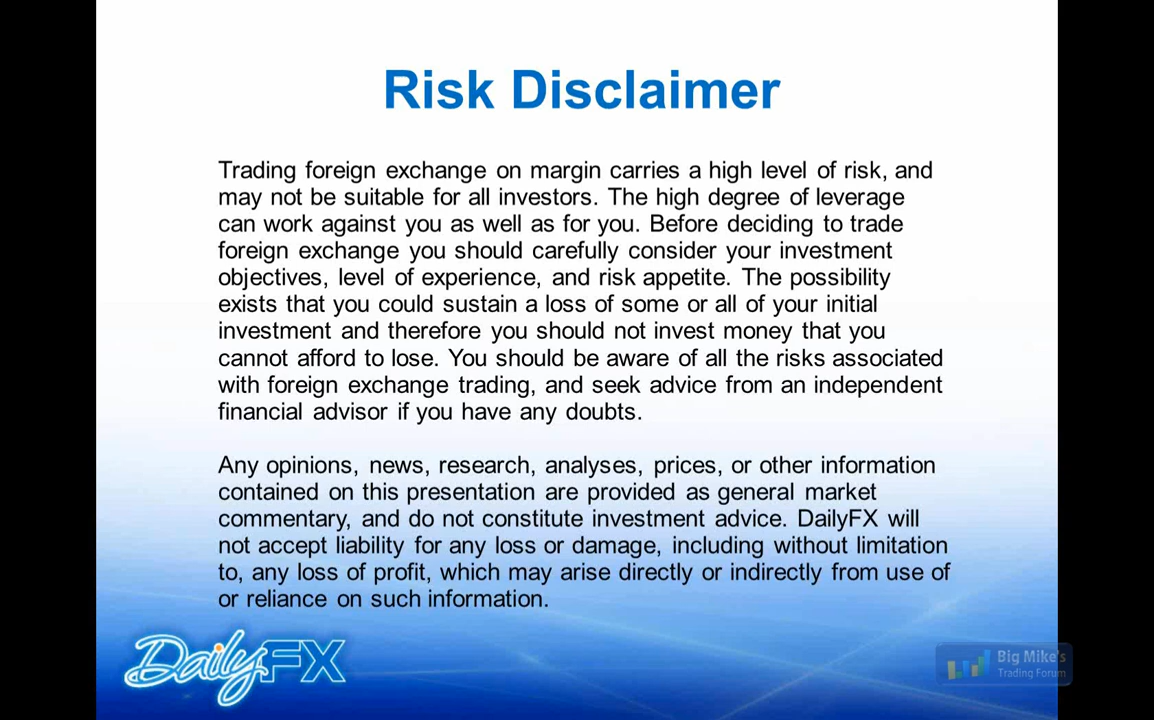 Risk Disclaimer
Trading foreign exchange on margin carries a high level of risk, and
may not be suitable for all investors. The high degree of leverage
can work against you as well as for you. Before deciding to trade
foreign exchange you should carefully consider your investment
objectives, level of experience, and risk appetite. The possibility
exists that you could sustain a loss of some or all of your initial
investment and therefore you should not invest money that you
cannot afford to lose. You should be aware of all the risks associated
with foreign exchange trading, and seek advice from an independent
financial advisor if you have any doubts.
Any opinions, news, research, analyses, prices, or other information
contained on this presentation are provided as general market
commentary, and do not constitute investment advice. DailyFX will
not accept liability for any loss or damage, including without limitation
to, any loss of profit, which may arise directly or indirectly from use of
or reliance on such information.
DailyFX
Big Mike's
Trading Forum